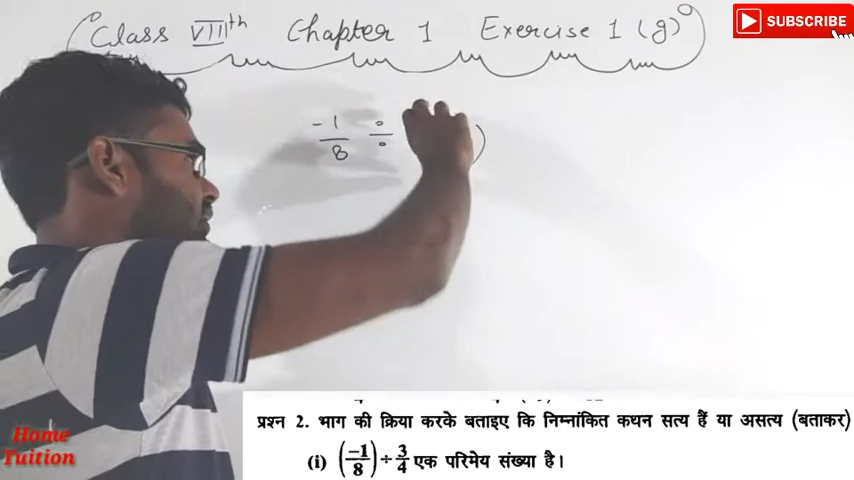 Class VIIIth Chapter 1 Exercise 1 (g)
SUBSCRIBE
-1/8 ÷ )
प्रश्न 2. भाग की क्रिया करके बताइए कि निम्नांकित कथन सत्य हैं या असत्य (बताकर)
(i) (-1/8) ÷ 3/4 एक परिमेय संख्या है।
Home
Tuition